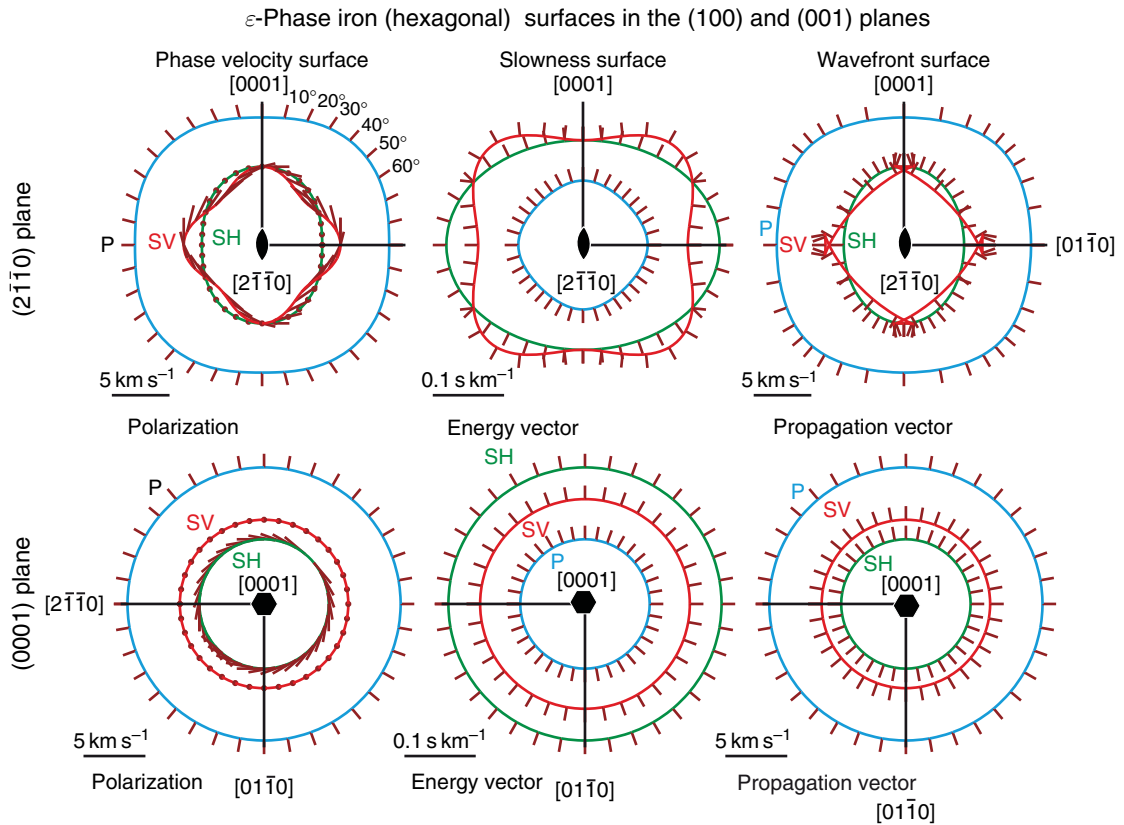 ε-Phase iron (hexagonal) surfaces in the (100) and (001) planes
Phase velocity surface
Slowness surface
Wavefront surface
[0001]
[0001]
[0001]
10°
20°
30°
40°
50°
60°
(21̄1̄0) plane
P
SV
SH
P
SV
SH
[011̄0]
[21̄1̄0]
[21̄1̄0]
[21̄1̄0]
5 km s⁻¹
0.1 s km⁻¹
5 km s⁻¹
Polarization
Energy vector
Propagation vector
(0001) plane
P
SV
SH
[0001]
SH
SV
P
[0001]
P
SV
SH
[0001]
[21̄1̄0]
5 km s⁻¹
0.1 s km⁻¹
5 km s⁻¹
Polarization
[011̄0]
Energy vector
[011̄0]
Propagation vector
[011̄0]